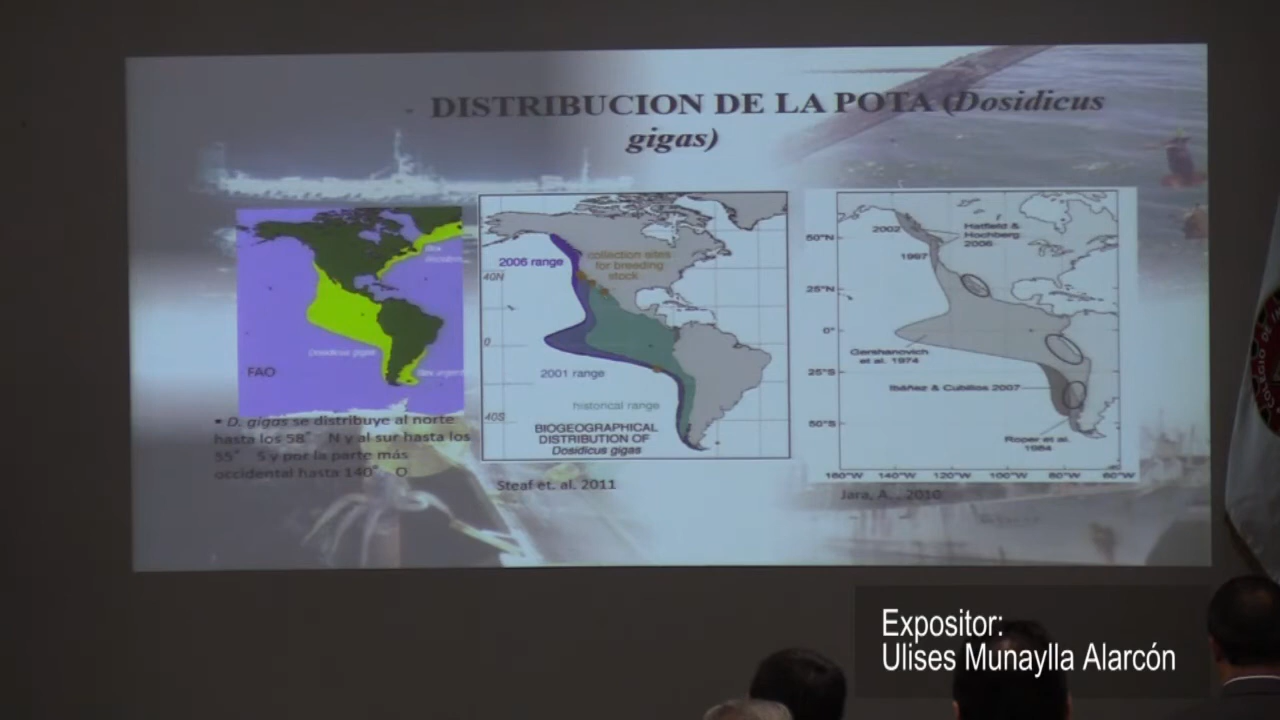 DISTRIBUCION DE LA POTA (Dosidicus
gigas)
Dosidicus gigas
FAO
• D. gigas se distribuye al norte
hasta los 58° N y al sur hasta los
55° S y por la parte más
occidental hasta 140° O
2006 range
collection sites
for breeding
stock
40N
0
2001 range
historical range
40S
BIOGEOGRAPHICAL
DISTRIBUTION OF
Dosidicus gigas
Steaf et. al. 2011
2002
Hatfield &
Hochberg
2006
50°N
1997
25°N
0°
Gershanovich
et al. 1974
25°S
Ibáñez & Cubillos 2007
50°S
Roper et al.
1984
160°W 140°W 120°W 100°W 80°W 60°W
Jara, A. , 2010
Expositor:
Ulises Munaylla Alarcón